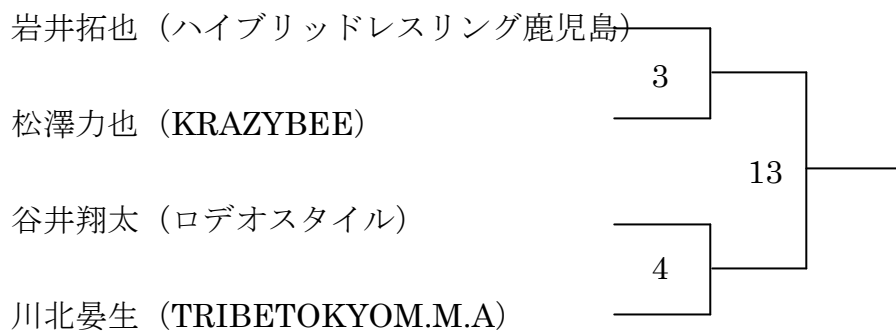 岩井拓也（ハイブリッドレスリング鹿児島）
3
松澤力也（KRAZYBEE）
13
谷井翔太（ロデオスタイル）
4
川北晏生（TRIBETOKYOM.M.A）